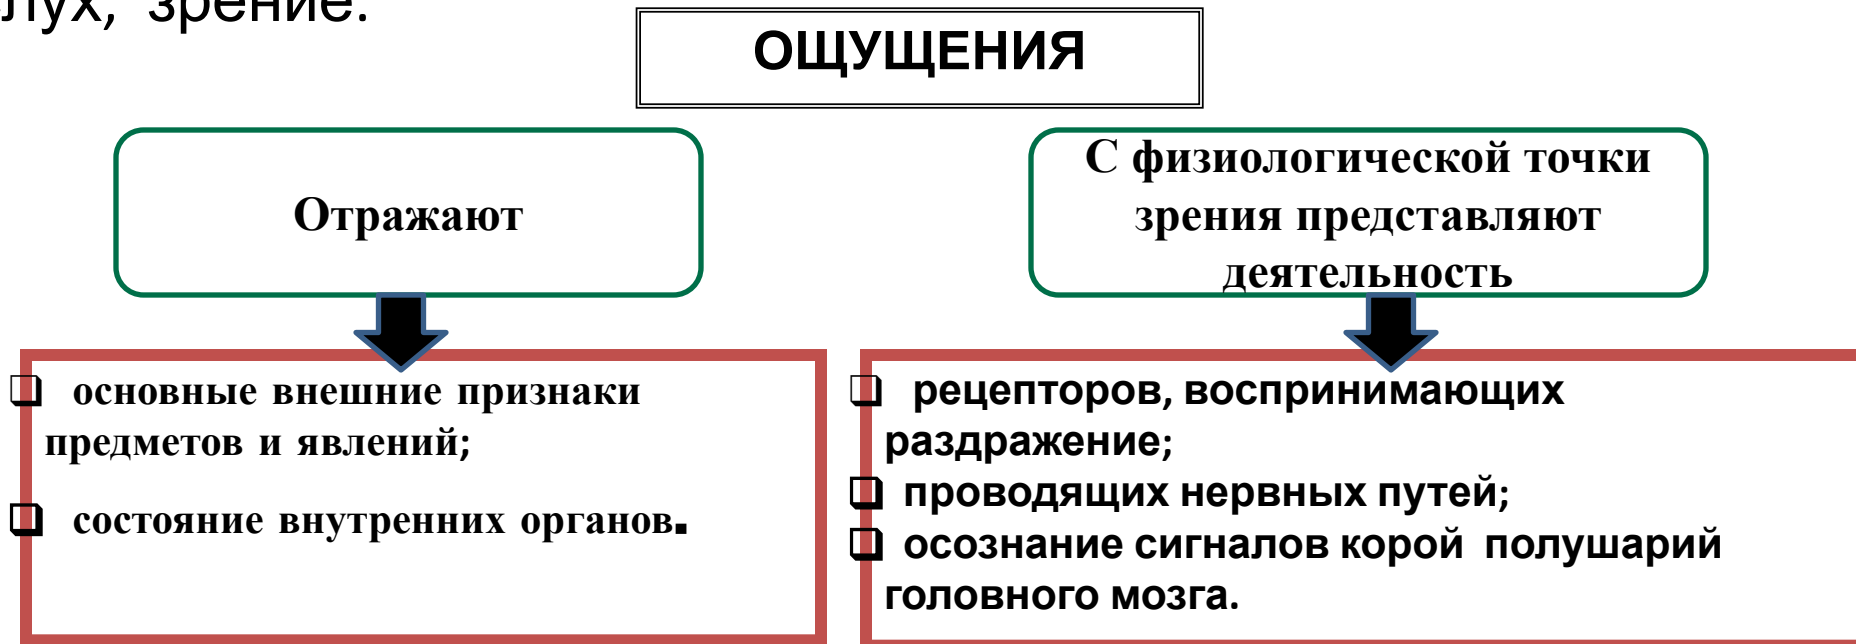 зрение.
ОЩУЩЕНИЯ
Отражают
основные внешние признаки
предметов и явлений;
состояние внутренних органов.
С физиологической точки
зрения представляют
деятельность
рецепторов, воспринимающих
раздражение;
проводящих нервных путей;
осознание сигналов корой полушарий
головного мозга.